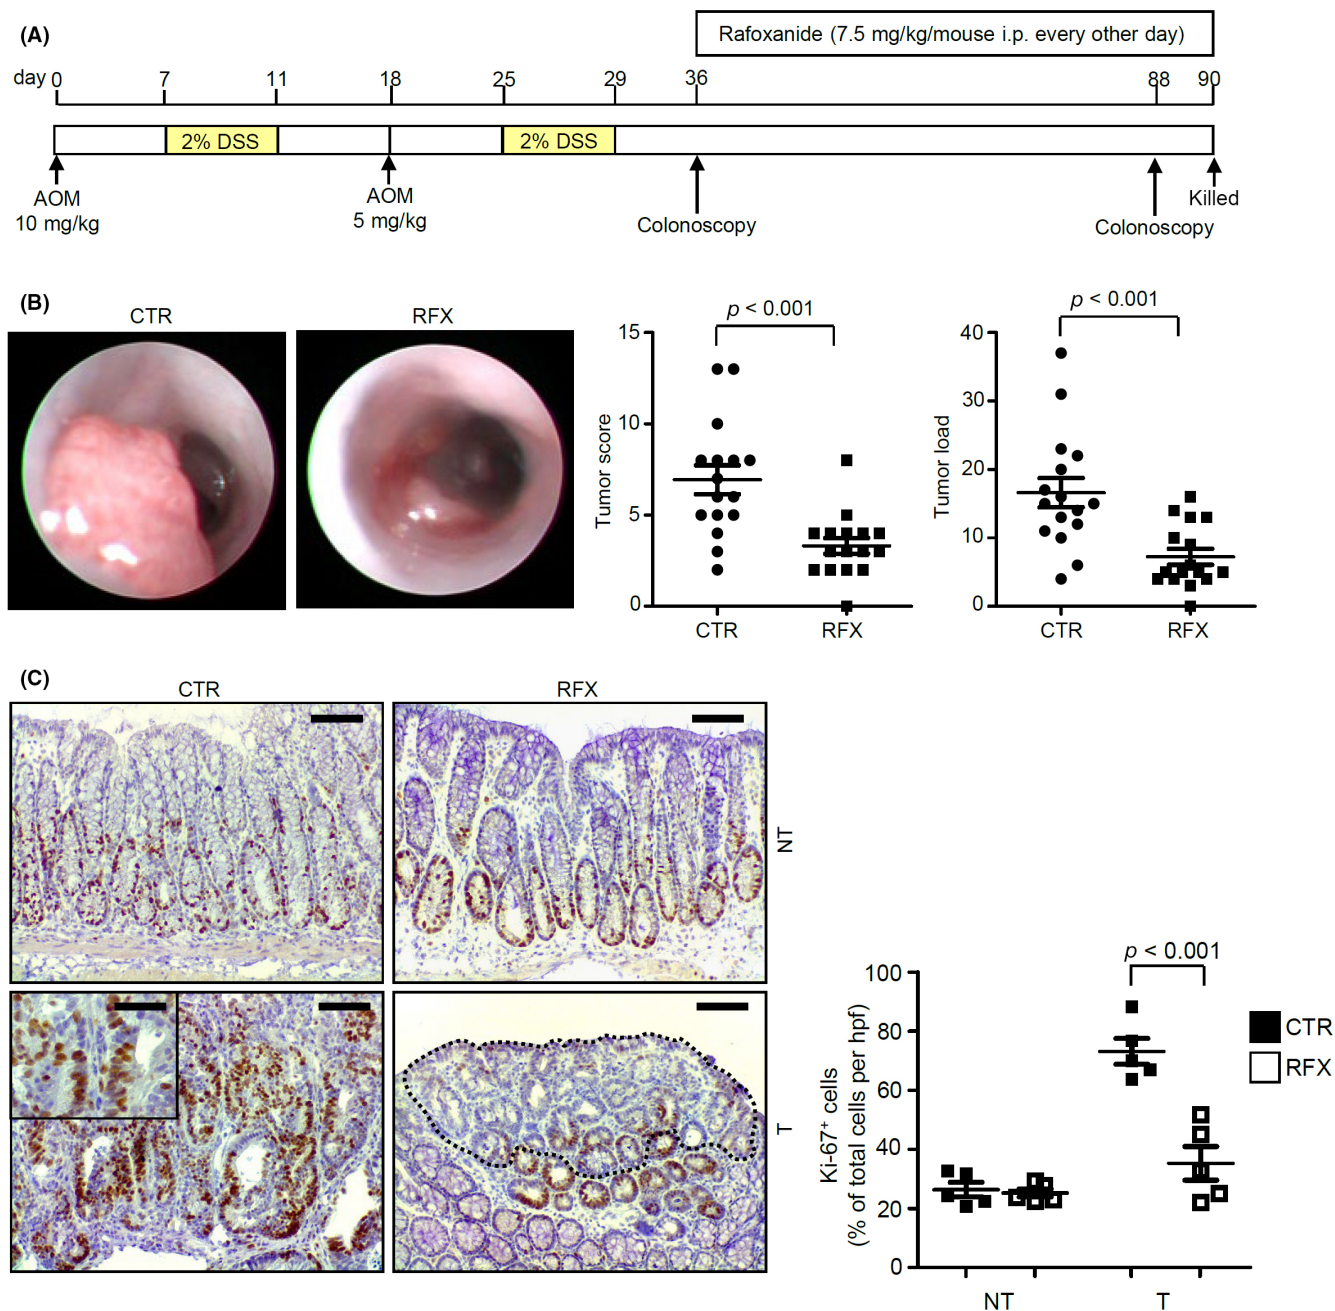 (A)
Rafoxanide (7.5 mg/kg/mouse i.p. every other day)
day 0 7 11 18 25 29 36 88 90
2% DSS 2% DSS
AOM
10 mg/kg
AOM
5 mg/kg
Colonoscopy
Colonoscopy
Killed
(B)
CTR RFX
p < 0.001
Tumor score
15
10
5
0
CTR RFX
p < 0.001
Tumor load
40
30
20
10
0
CTR RFX
(C)
CTR RFX
NT
T
p < 0.001
Ki-67+ cells
(% of total cells per hpf)
100
80
60
40
20
0
NT T
CTR
RFX